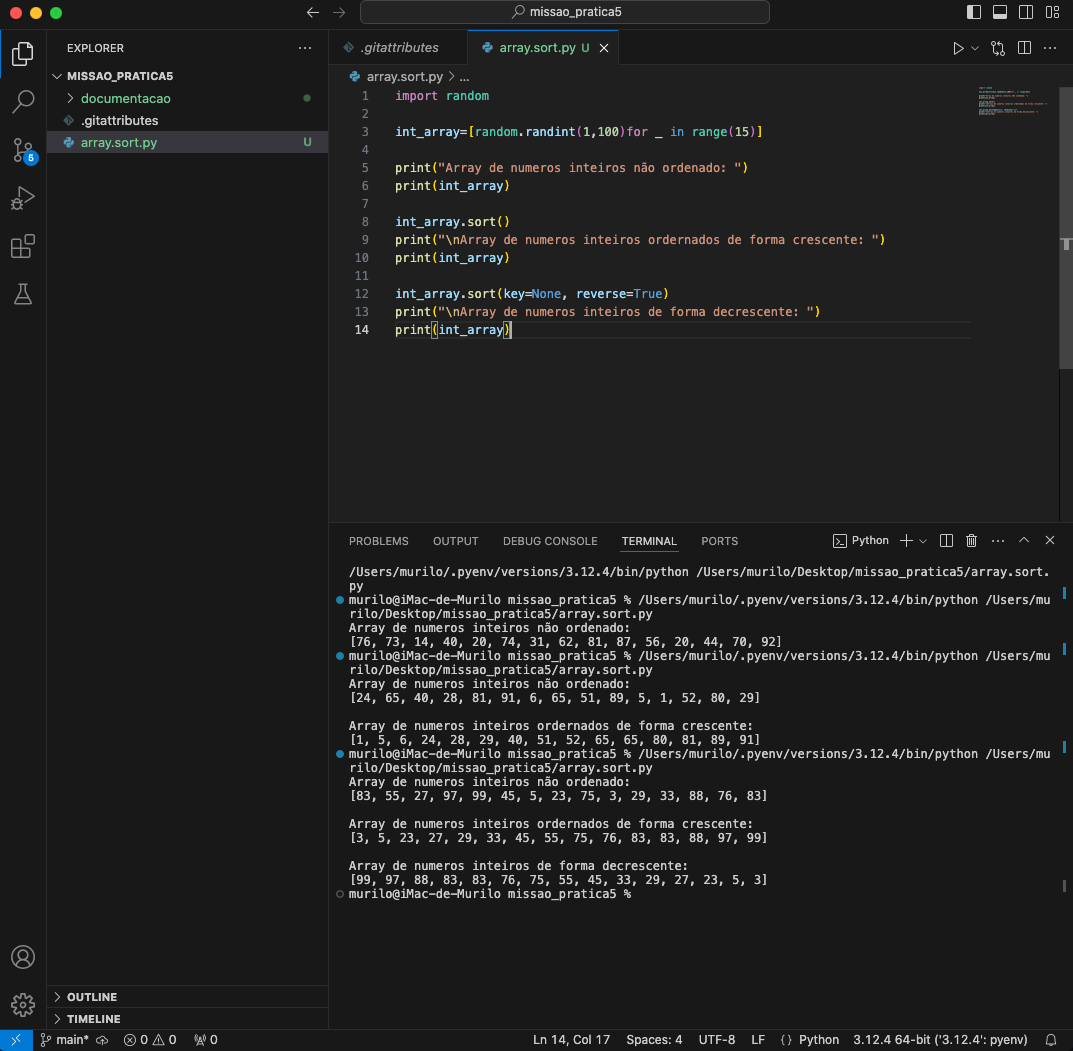 missao_pratica5
EXPLORER
MISSAO_PRATICA5
documentacao
.gitattributes
array.sort.py U
5
OUTLINE
TIMELINE
.gitattributes
array.sort.py U
array.sort.py > ...
1 import random
2
3 int_array=[random.randint(1,100)for _ in range(15)]
4
5 print("Array de numeros inteiros não ordenado: ")
6 print(int_array)
7
8 int_array.sort()
9 print("\nArray de numeros inteiros ordernados de forma crescente: ")
10 print(int_array)
11
12 int_array.sort(key=None, reverse=True)
13 print("\nArray de numeros inteiros de forma decrescente: ")
14 print(int_array)
PROBLEMS OUTPUT DEBUG CONSOLE TERMINAL PORTS
Python
/Users/murilo/.pyenv/versions/3.12.4/bin/python /Users/murilo/Desktop/missao_pratica5/array.sort.
py
murilo@iMac-de-Murilo missao_pratica5 % /Users/murilo/.pyenv/versions/3.12.4/bin/python /Users/mu
rilo/Desktop/missao_pratica5/array.sort.py
Array de numeros inteiros não ordenado:
[76, 73, 14, 40, 20, 74, 31, 62, 81, 87, 56, 20, 44, 70, 92]
murilo@iMac-de-Murilo missao_pratica5 % /Users/murilo/.pyenv/versions/3.12.4/bin/python /Users/mu
rilo/Desktop/missao_pratica5/array.sort.py
Array de numeros inteiros não ordenado:
[24, 65, 40, 28, 81, 91, 6, 65, 51, 89, 5, 1, 52, 80, 29]

Array de numeros inteiros ordernados de forma crescente:
[1, 5, 6, 24, 28, 29, 40, 51, 52, 65, 65, 80, 81, 89, 91]
murilo@iMac-de-Murilo missao_pratica5 % /Users/murilo/.pyenv/versions/3.12.4/bin/python /Users/mu
rilo/Desktop/missao_pratica5/array.sort.py
Array de numeros inteiros não ordenado:
[83, 55, 27, 97, 99, 45, 5, 23, 75, 3, 29, 33, 88, 76, 83]

Array de numeros inteiros ordernados de forma crescente:
[3, 5, 23, 27, 29, 33, 45, 55, 75, 76, 83, 83, 88, 97, 99]

Array de numeros inteiros de forma decrescente:
[99, 97, 88, 83, 83, 76, 75, 55, 45, 33, 29, 27, 23, 5, 3]
murilo@iMac-de-Murilo missao_pratica5 %
main* 0 0 0 Ln 14, Col 17 Spaces: 4 UTF-8 LF {} Python 3.12.4 64-bit ('3.12.4': pyenv)